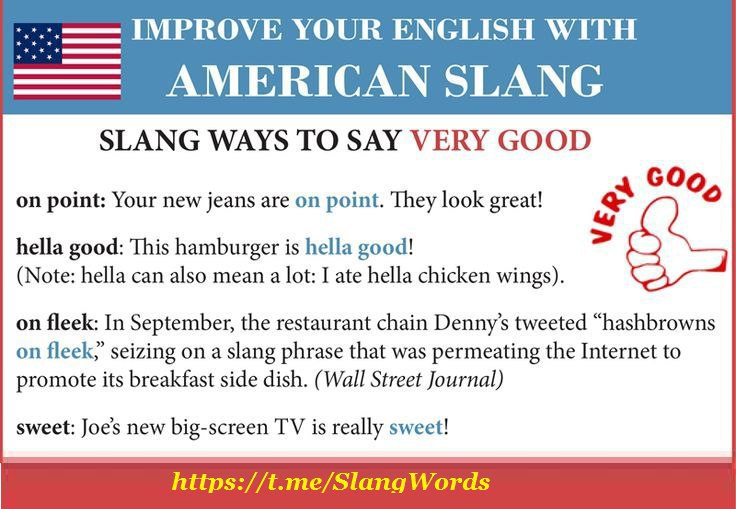 IMPROVE YOUR ENGLISH WITH
AMERICAN SLANG
SLANG WAYS TO SAY VERY GOOD
VERY GOOD
on point: Your new jeans are on point. They look great!
hella good: This hamburger is hella good!
(Note: hella can also mean a lot: I ate hella chicken wings).
on fleek: In September, the restaurant chain Denny’s tweeted “hashbrowns
on fleek,” seizing on a slang phrase that was permeating the Internet to
promote its breakfast side dish. (Wall Street Journal)
sweet: Joe’s new big-screen TV is really sweet!
https://t.me/SlangWords